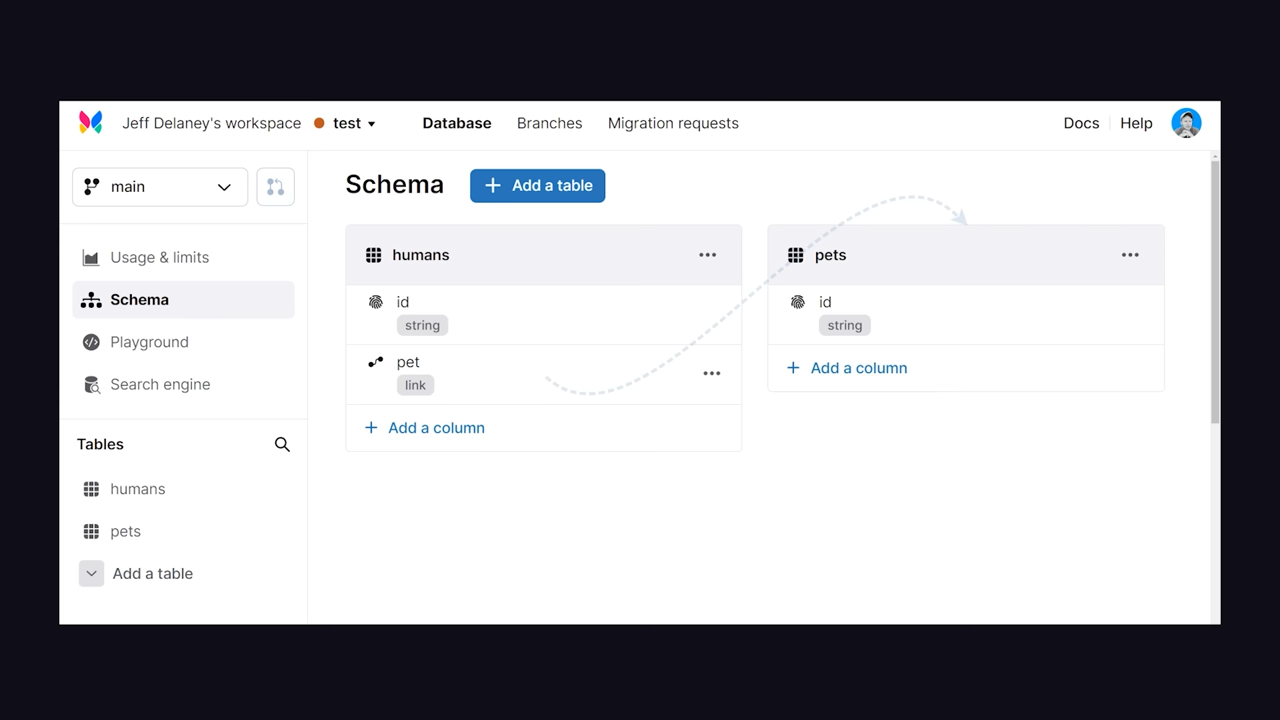 Jeff Delaney's workspace test Database Branches Migration requests Docs Help
main
Usage & limits
Schema
Playground
Search engine
Tables
humans
pets
Add a table
Schema Add a table
humans
id
string
pet
link
Add a column
pets
id
string
Add a column